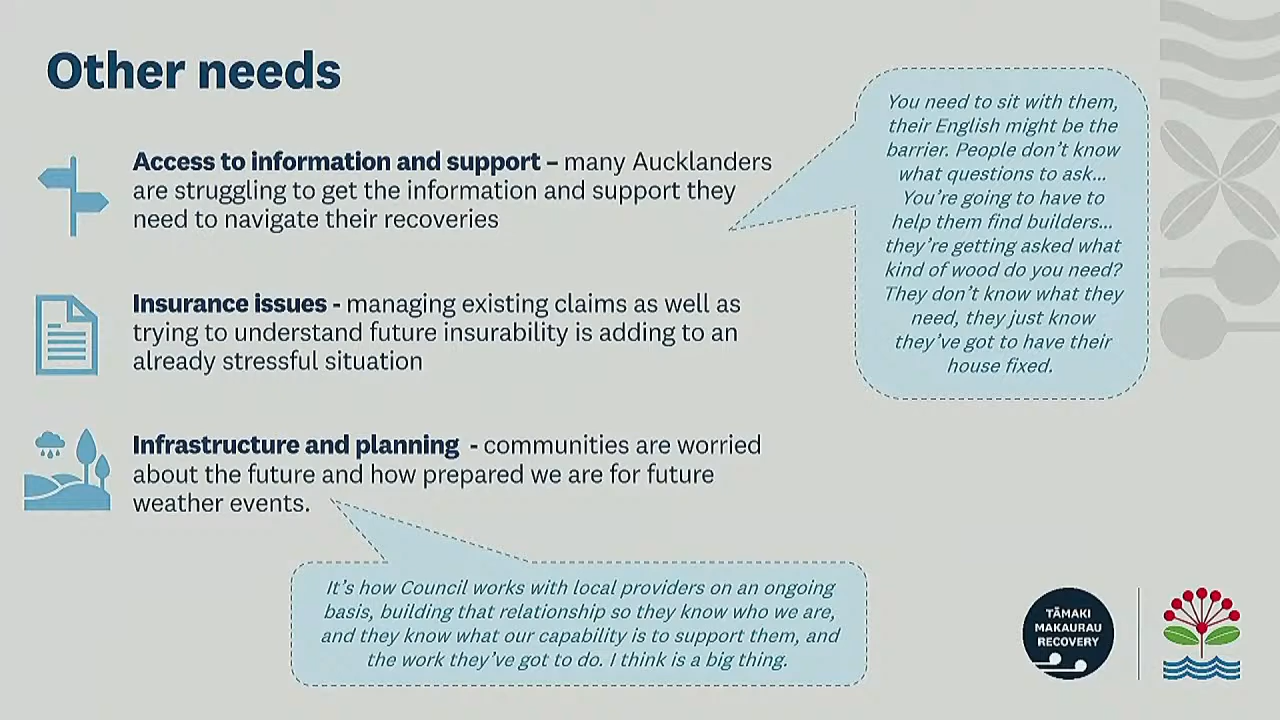 Other needs
Access to information and support – many Aucklanders
are struggling to get the information and support they
need to navigate their recoveries
You need to sit with them,
their English might be the
barrier. People don't know
what questions to ask...
You're going to have to
help them find builders...
they're getting asked what
kind of wood do you need?
They don't know what they
need, they just know
they've got to have their
house fixed.
Insurance issues - managing existing claims as well as
trying to understand future insurability is adding to an
already stressful situation
Infrastructure and planning - communities are worried
about the future and how prepared we are for future
weather events.
It's how Council works with local providers on an ongoing
basis, building that relationship so they know who we are,
and they know what our capability is to support them, and
the work they've got to do. I think is a big thing.
TĀMAKI
MAKAURAU
RECOVERY